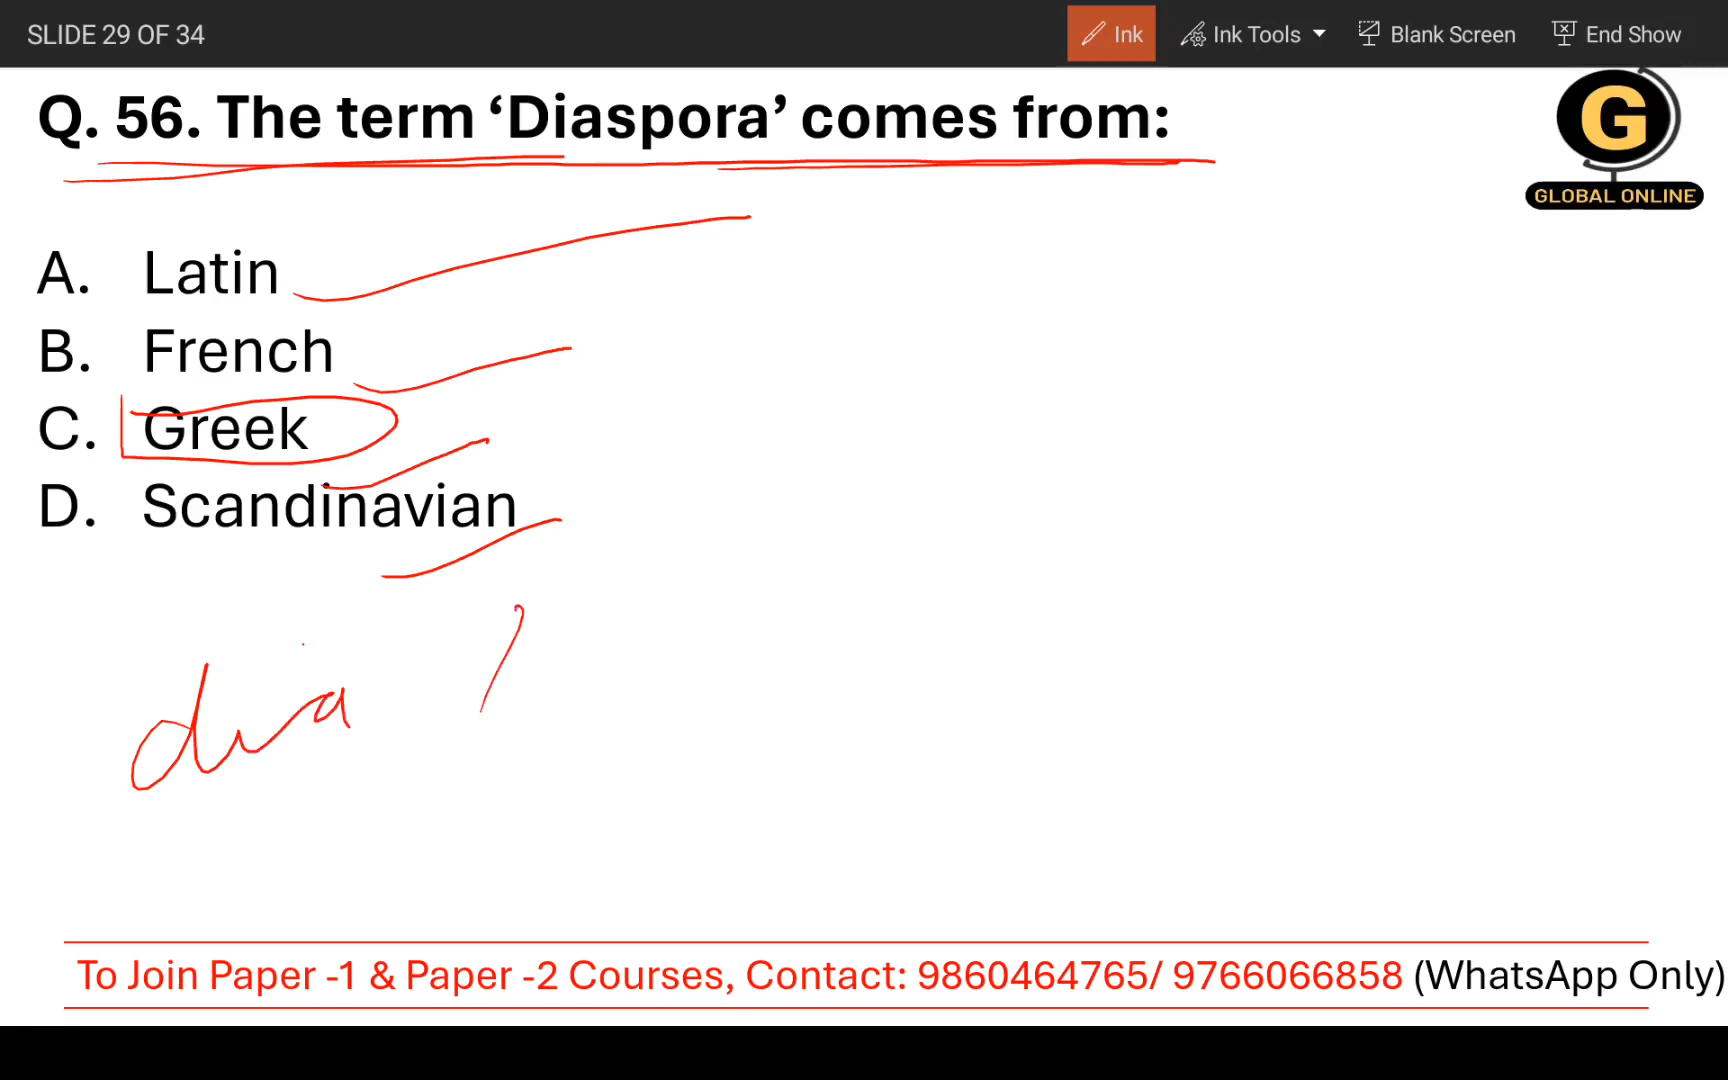 SLIDE 29 OF 34
Ink Ink Tools Blank Screen End Show
Q. 56. The term ‘Diaspora’ comes from:
G
GLOBAL ONLINE
A. Latin
B. French
C. Greek
D. Scandinavian
dia
To Join Paper -1 & Paper -2 Courses, Contact: 9860464765/ 9766066858 (WhatsApp Only)